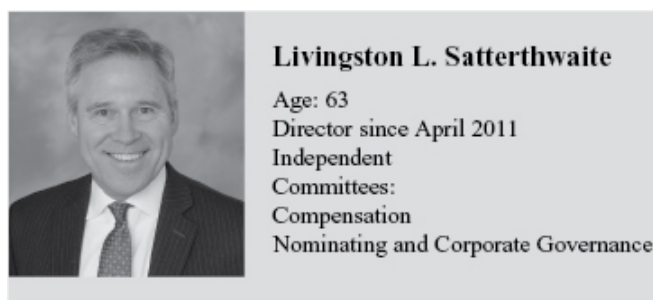 Livingston L. Satterthwaite
Age: 63
Director since April 2011
Independent
Committees:
Compensation
Nominating and Corporate Governance